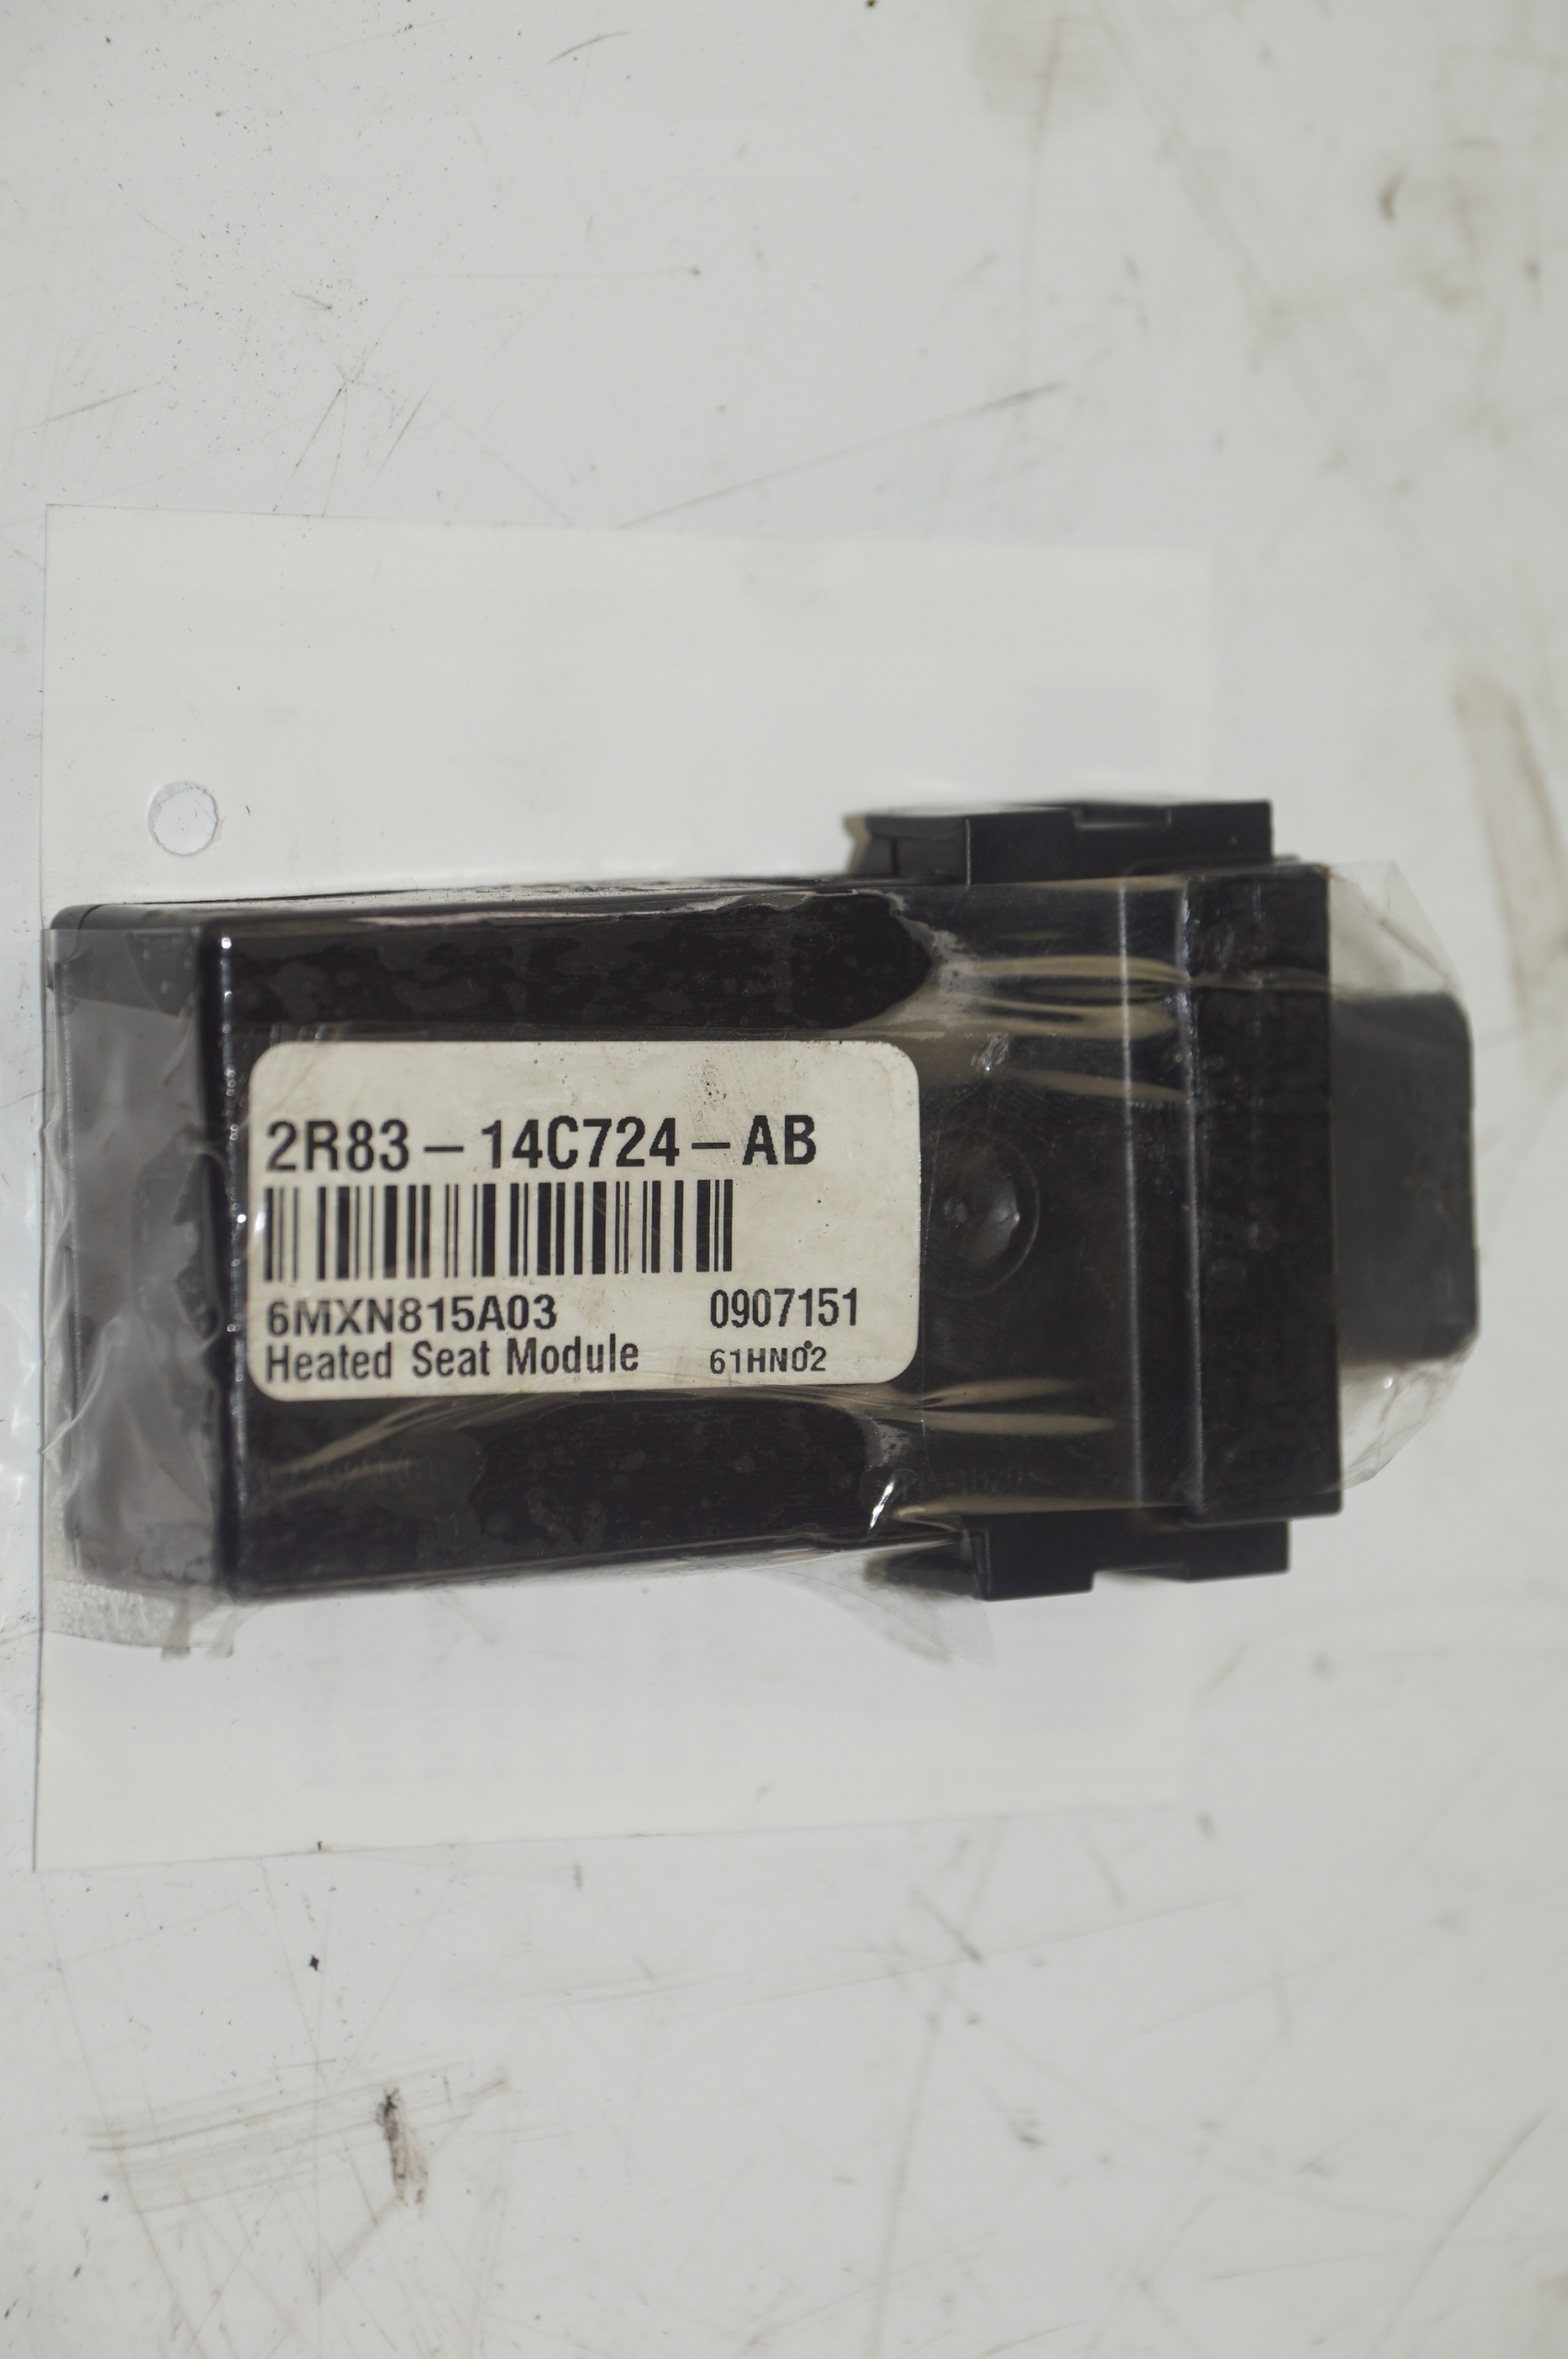 2R83-14C724-AB
6MXN815A03 0907151
Heated Seat Module 61HN02